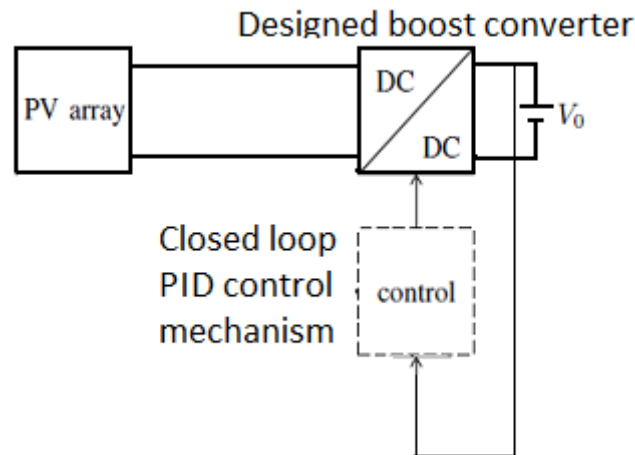 Designed boost converter
PV array
DC
DC
V₀
Closed loop
PID control
mechanism
control